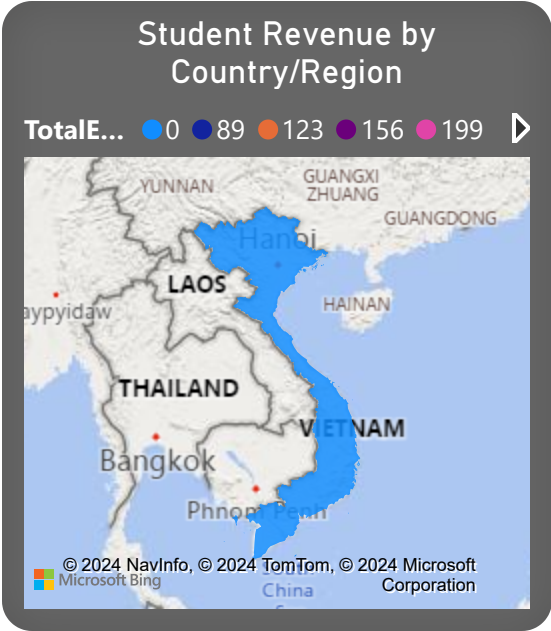 Student Revenue by
Country/Region
TotalE... 0 89 123 156 199
YUNNAN
GUANGXI
ZHUANG
GUANGDONG
Hanoi
LAOS
HAINAN
aypyidaw
THAILAND
VIETNAM
Bangkok
Phnom Penh
© 2024 NavInfo, © 2024 TomTom, © 2024 Microsoft
Corporation
Microsoft Bing
China